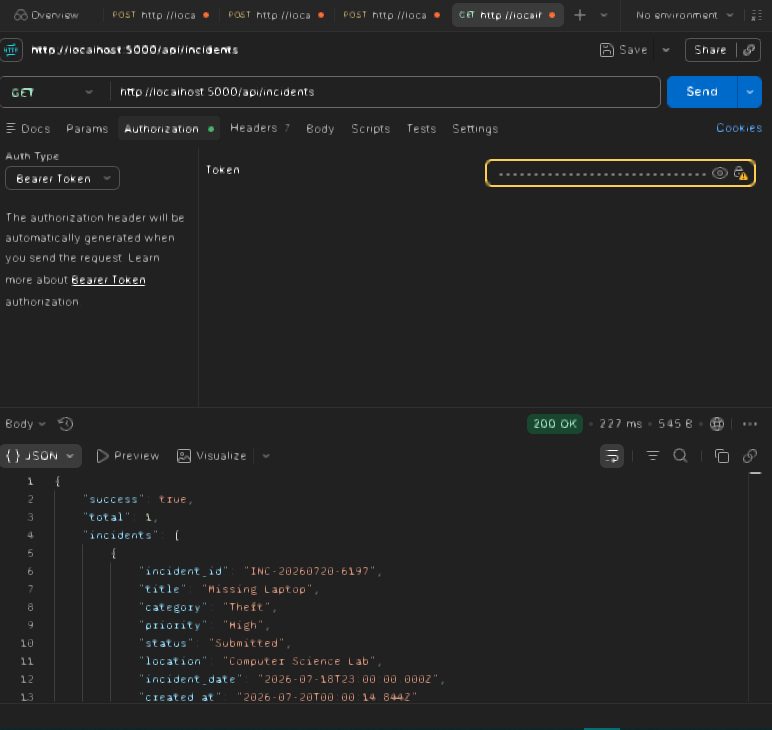 Overview POST http://loca POST http://loca POST http://loca GET http://local No environment
HTTP http://localhost:5000/api/incidents Save Share
GET http://localhost:5000/api/incidents Send
Docs Params Authorization Headers 7 Body Scripts Tests Settings Cookies
Auth Type
Bearer Token
Token
The authorization header will be
automatically generated when
you send the request. Learn
more about Bearer Token
authorization.
Body 200 OK 227 ms 545 B
{ } JSON Preview Visualize
1 {
2 "success": true,
3 "total": 1,
4 "incidents": [
5 {
6 "incident_id": "INC-20260720-6197",
7 "title": "Missing Laptop",
8 "category": "Theft",
9 "priority": "High",
10 "status": "Submitted",
11 "location": "Computer Science Lab",
12 "incident_date": "2026-07-18T23:00:00.000Z",
13 "created_at": "2026-07-20T00:00:14.844Z"